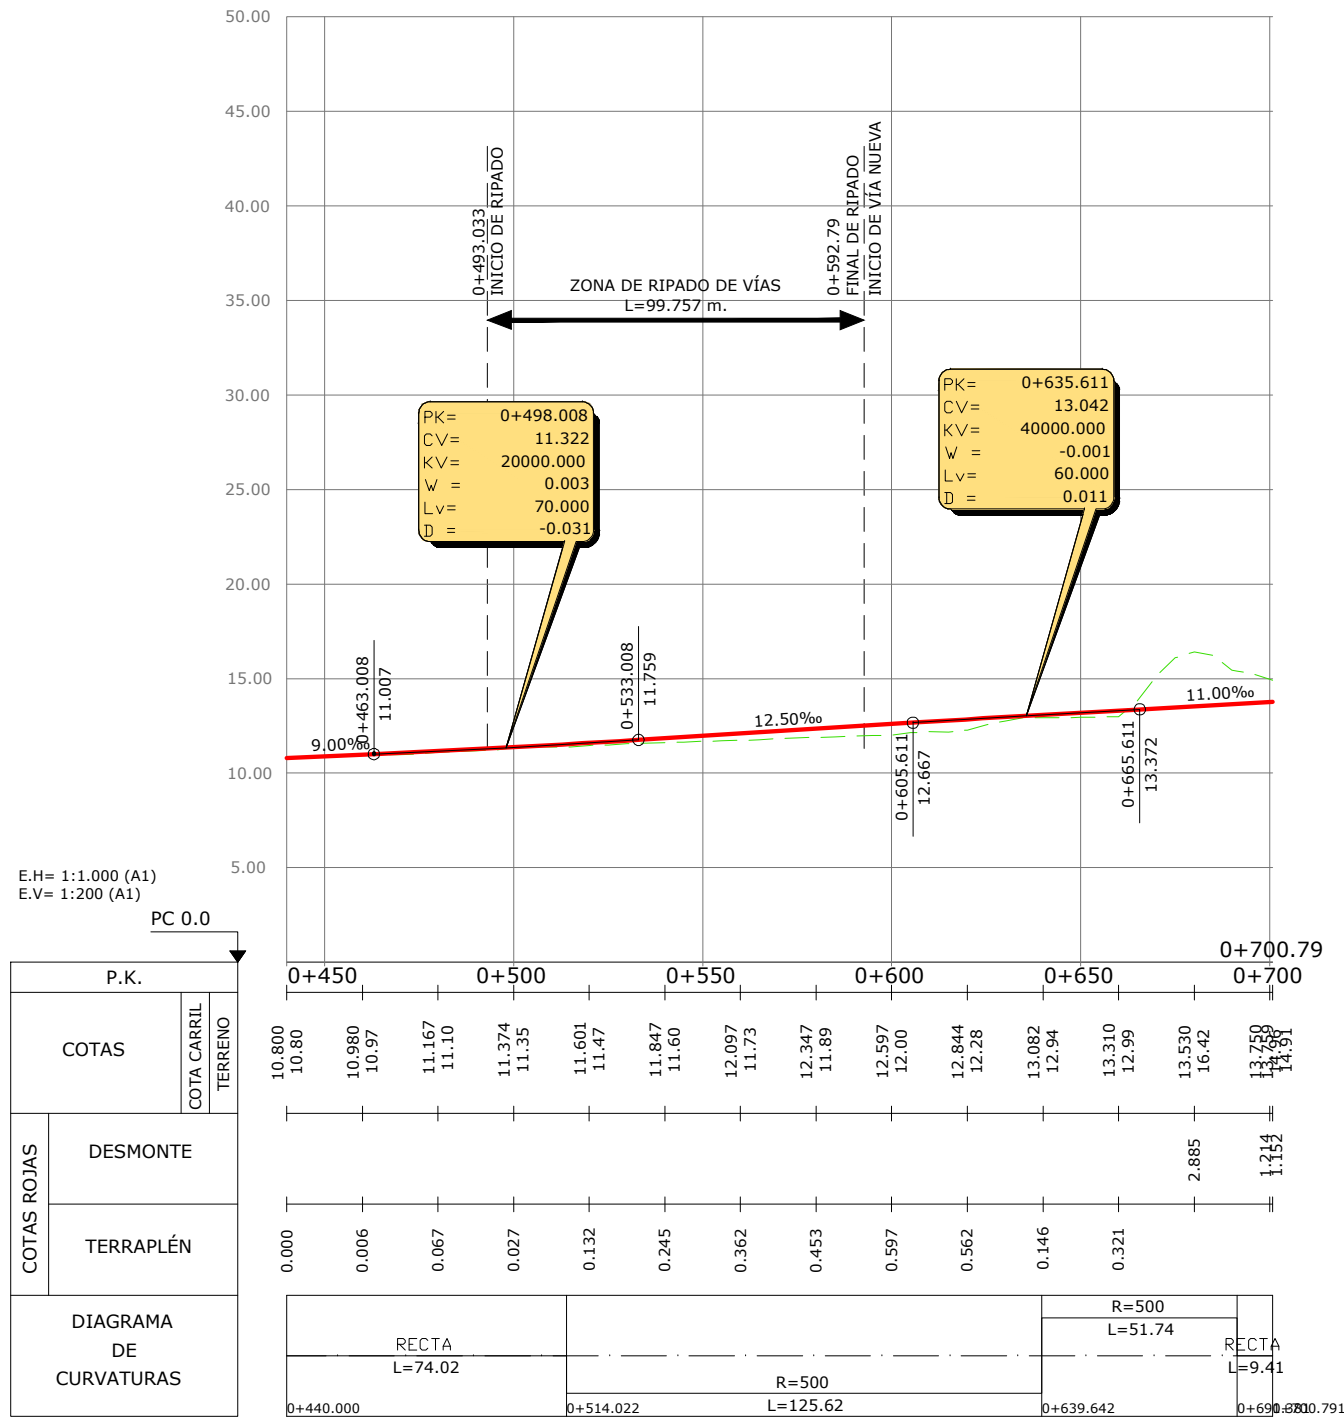 50.00
45.00
40.00
35.00
30.00
25.00
20.00
15.00
10.00
5.00
0+493.033
INICIO DE RIPADO
0+592.79
FINAL DE RIPADO
INICIO DE VÍA NUEVA
ZONA DE RIPADO DE VÍAS
L=99.757 m.
PK= 0+498.008
CV= 11.322
KV= 20000.000
W = 0.003
Lv= 70.000
D = -0.031
PK= 0+635.611
CV= 13.042
KV= 40000.000
W = -0.001
Lv= 60.000
D = 0.011
0+463.008
11.007
0+533.008
11.759
0+605.611
12.667
0+665.611
13.372
9.00‰
12.50‰
11.00‰
E.H= 1:1.000 (A1)
E.V= 1:200 (A1)
PC 0.0
0+700.79
P.K.
0+450 0+500 0+550 0+600 0+650 0+700
COTAS
COTA CARRIL
TERRENO
10.800
10.80
10.980
10.97
11.167
11.10
11.374
11.35
11.601
11.47
11.847
11.60
12.097
11.73
12.347
11.89
12.597
12.00
12.844
12.28
13.082
12.94
13.310
12.99
13.530
16.42
13.750
13.759
14.96
14.91
COTAS ROJAS
DESMONTE
2.885
1.214
1.152
TERRAPLÉN
0.000
0.006
0.067
0.027
0.132
0.245
0.362
0.453
0.597
0.562
0.146
0.321
DIAGRAMA
DE
CURVATURAS
RECTA
L=74.02
R=500
L=125.62
R=500
L=51.74
RECTA
L=9.41
0+440.000
0+514.022
0+639.642
0+700.791